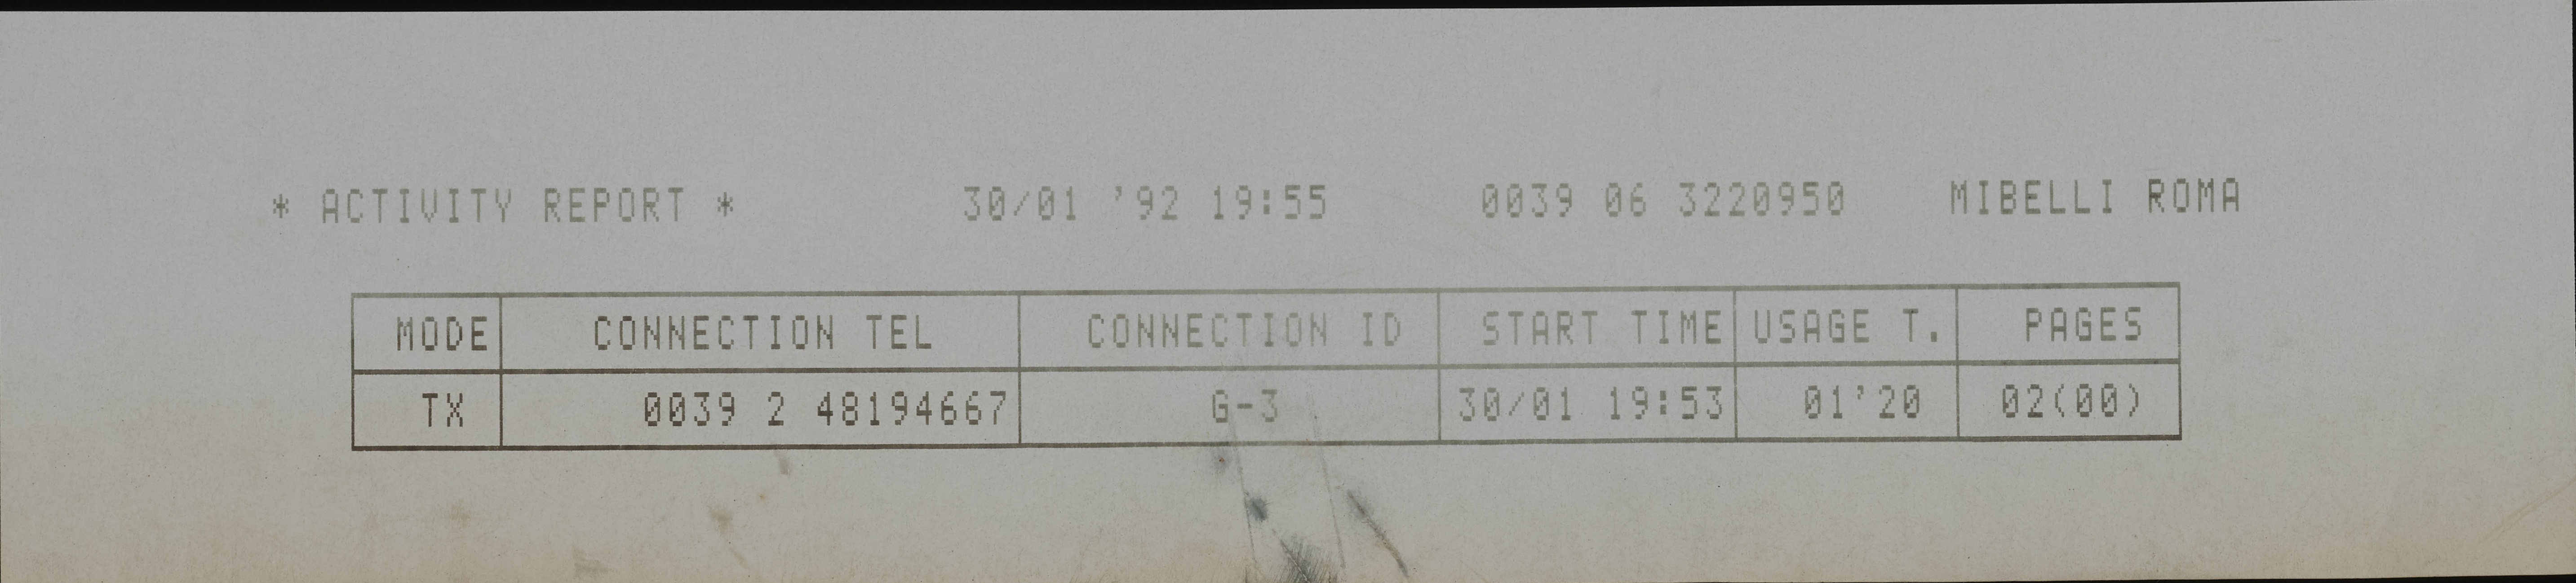 * ACTIVITY REPORT * 30/01 '92 19:55 0039 06 3220950 MIBELLI ROMA
MODE CONNECTION TEL CONNECTION ID START TIME USAGE T. PAGES
TX 0039 2 48194667 G-3 30/01 19:53 01'20 02(00)